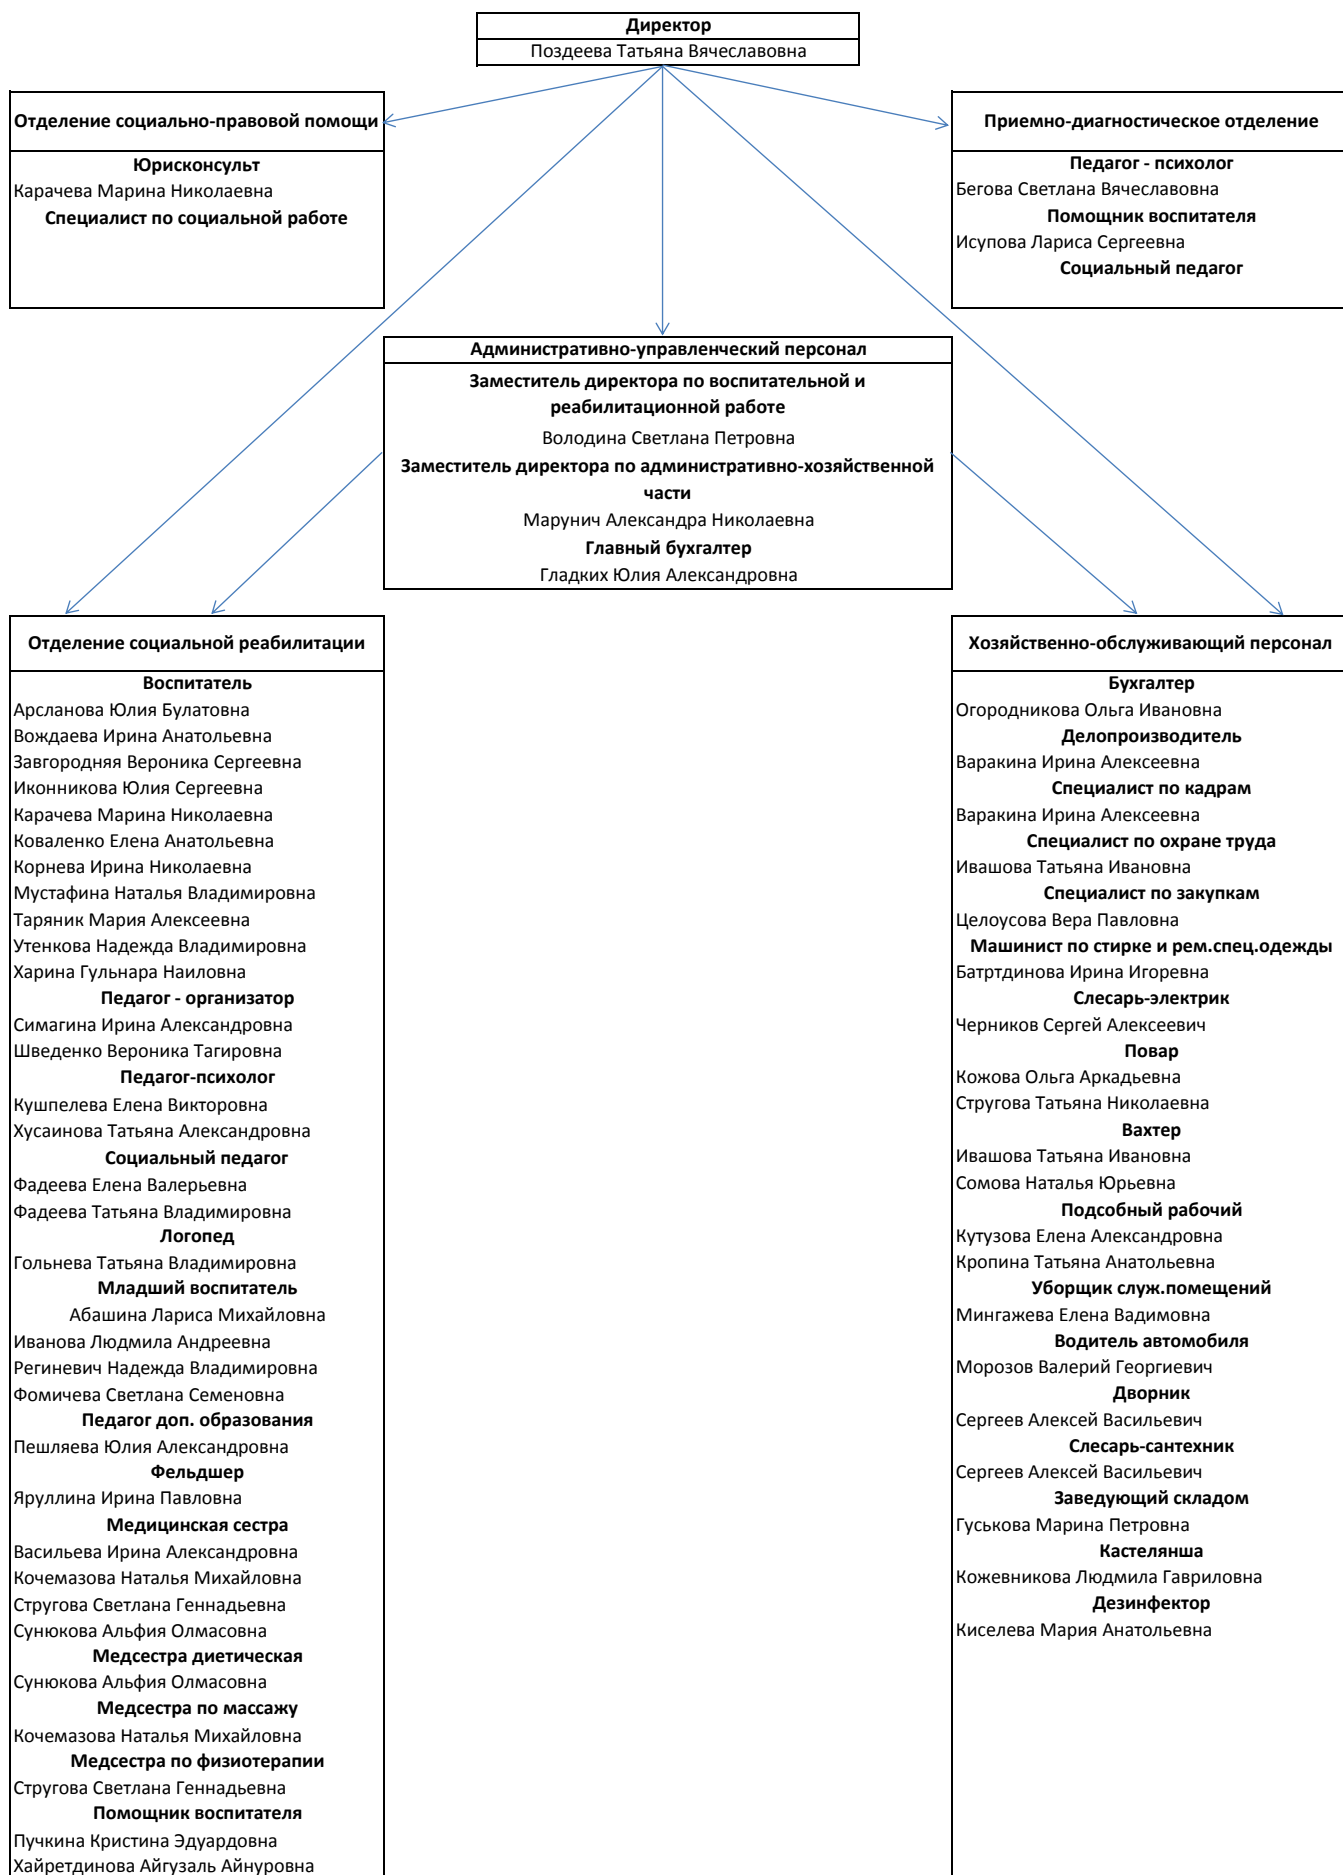 Директор
Поздеева Татьяна Вячеславовна
Отделение социально-правовой помощи
Юрисконсульт
Карачева Марина Николаевна
Специалист по социальной работе
Приемно-диагностическое отделение
Педагог - психолог
Бегова Светлана Вячеславовна
Помощник воспитателя
Исупова Лариса Сергеевна
Социальный педагог
Административно-управленческий персонал
Заместитель директора по воспитательной и
реабилитационной работе
Володина Светлана Петровна
Заместитель директора по административно-хозяйственной
части
Марунич Александра Николаевна
Главный бухгалтер
Гладких Юлия Александровна
Отделение социальной реабилитации
Воспитатель
Арсланова Юлия Булатовна
Вождаева Ирина Анатольевна
Завгородняя Вероника Сергеевна
Иконникова Юлия Сергеевна
Карачева Марина Николаевна
Коваленко Елена Анатольевна
Корнева Ирина Николаевна
Мустафина Наталья Владимировна
Таряник Мария Алексеевна
Утенкова Надежда Владимировна
Харина Гульнара Наиловна
Педагог - организатор
Симагина Ирина Александровна
Шведенко Вероника Тагировна
Педагог-психолог
Кушпелева Елена Викторовна
Хусаинова Татьяна Александровна
Социальный педагог
Фадеева Елена Валерьевна
Фадеева Татьяна Владимировна
Логопед
Гольнева Татьяна Владимировна
Младший воспитатель
Абашина Лариса Михайловна
Иванова Людмила Андреевна
Региневич Надежда Владимировна
Фомичева Светлана Семеновна
Педагог доп. образования
Пешляева Юлия Александровна
Фельдшер
Яруллина Ирина Павловна
Медицинская сестра
Васильева Ирина Александровна
Кочемазова Наталья Михайловна
Стругова Светлана Геннадьевна
Сунюкова Альфия Олмасовна
Медсестра диетическая
Сунюкова Альфия Олмасовна
Медсестра по массажу
Кочемазова Наталья Михайловна
Медсестра по физиотерапии
Стругова Светлана Геннадьевна
Помощник воспитателя
Пучкина Кристина Эдуардовна
Хайретдинова Айгузаль Айнуровна
Хозяйственно-обслуживающий персонал
Бухгалтер
Огородникова Ольга Ивановна
Делопроизводитель
Варакина Ирина Алексеевна
Специалист по кадрам
Варакина Ирина Алексеевна
Специалист по охране труда
Ивашова Татьяна Ивановна
Специалист по закупкам
Целоусова Вера Павловна
Машинист по стирке и рем.спец.одежды
Батртдинова Ирина Игоревна
Слесарь-электрик
Черников Сергей Алексеевич
Повар
Кожова Ольга Аркадьевна
Стругова Татьяна Николаевна
Вахтер
Ивашова Татьяна Ивановна
Сомова Наталья Юрьевна
Подсобный рабочий
Кутузова Елена Александровна
Кропина Татьяна Анатольевна
Уборщик служ.помещений
Мингажева Елена Вадимовна
Водитель автомобиля
Морозов Валерий Георгиевич
Дворник
Сергеев Алексей Васильевич
Слесарь-сантехник
Сергеев Алексей Васильевич
Заведующий складом
Гуськова Марина Петровна
Кастелянша
Кожевникова Людмила Гавриловна
Дезинфектор
Киселева Мария Анатольевна